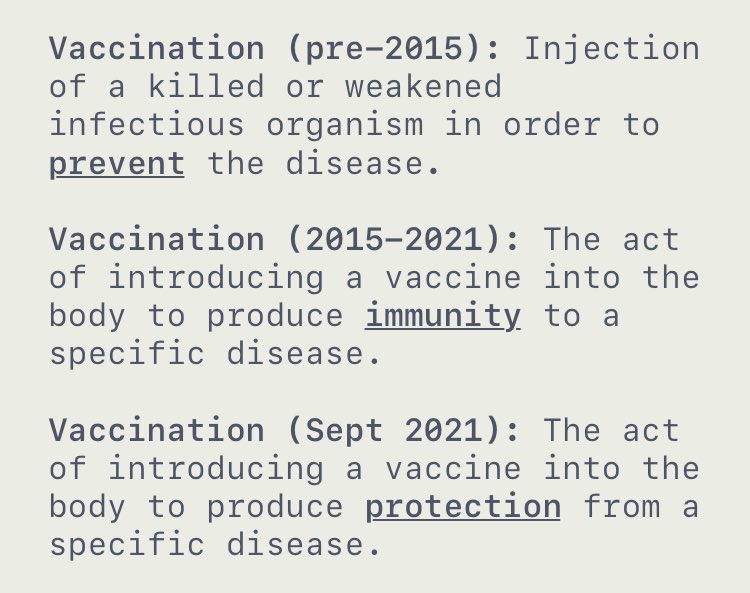 Vaccination (pre–2015): Injection
of a killed or weakened
infectious organism in order to
prevent the disease.
Vaccination (2015–2021): The act
of introducing a vaccine into the
body to produce immunity to a
specific disease.
Vaccination (Sept 2021): The act
of introducing a vaccine into the
body to produce protection from a
specific disease.